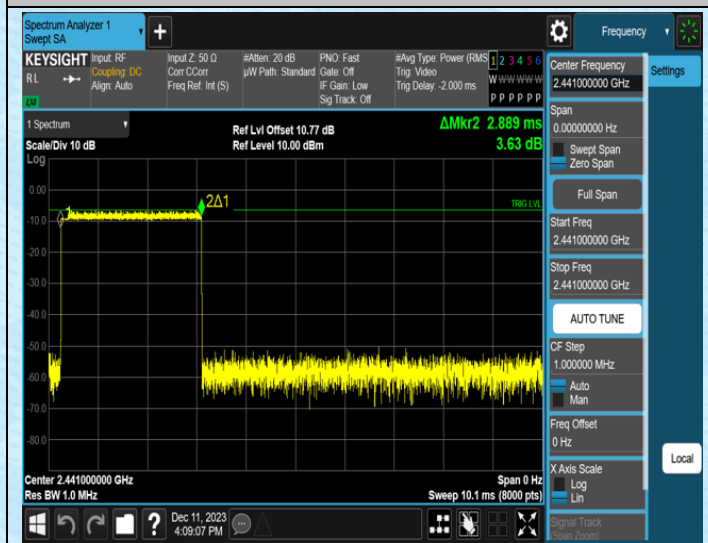 Spectrum Analyzer 1
Swept SA
+
Frequency
KEYSIGHT
RL
LXI
Input: RF
Coupling: DC
Align: Auto
Input Z: 50 Ω
Corr CCorr
Freq Ref: Int (S)
#Atten: 20 dB
µW Path: Standard
PNO: Fast
Gate: Off
IF Gain: Low
Sig Track: Off
#Avg Type: Power (RMS
Trig: Video
Trig Delay: -2.000 ms
1 2 3 4 5 6
W W W W W W
P P P P P P
1 Spectrum
Scale/Div 10 dB
Ref Lvl Offset 10.77 dB
Ref Level 10.00 dBm
ΔMkr2 2.889 ms
3.63 dB
Log
0.00
-10.0
-20.0
-30.0
-40.0
-50.0
-60.0
-70.0
-80.0
2Δ1
TRIG LVL
Center 2.441000000 GHz
Res BW 1.0 MHz
Span 0 Hz
Sweep 10.1 ms (8000 pts)
?
Dec 11, 2023
4:09:07 PM
Center Frequency
2.441000000 GHz
Span
0.00000000 Hz
Swept Span
Zero Span
Full Span
Start Freq
2.441000000 GHz
Stop Freq
2.441000000 GHz
AUTO TUNE
CF Step
1.000000 MHz
Auto
Man
Freq Offset
0 Hz
X Axis Scale
Log
Lin
Signal Track
(Span Zoom)
Settings
Local